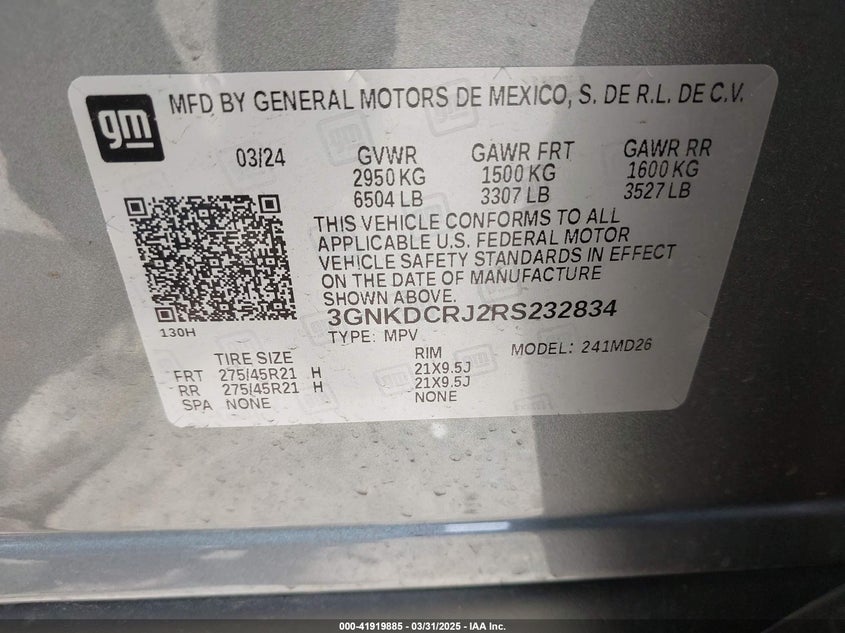 gm
MFD BY GENERAL MOTORS DE MEXICO, S. DE R.L. DE C.V.
03/24 GVWR GAWR FRT GAWR RR
2950 KG 1500 KG 1600 KG
6504 LB 3307 LB 3527 LB
THIS VEHICLE CONFORMS TO ALL
APPLICABLE U.S. FEDERAL MOTOR
VEHICLE SAFETY STANDARDS IN EFFECT
ON THE DATE OF MANUFACTURE
SHOWN ABOVE.
3GNKDCRJ2RS232834
130H
TYPE: MPV
TIRE SIZE RIM MODEL: 241MD26
FRT 275/45R21 H 21X9.5J
RR 275/45R21 H 21X9.5J
SPA NONE NONE
000-41919885 — 03/31/2025 — IAA Inc.